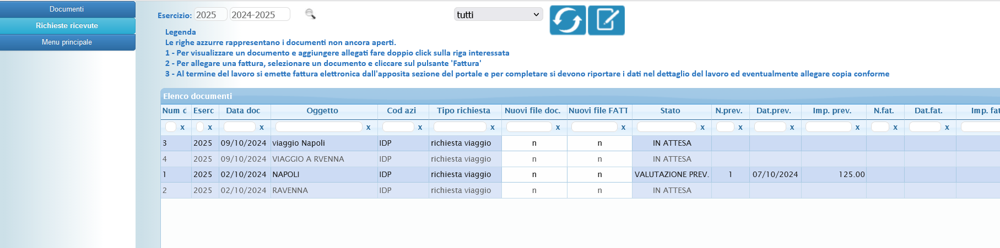 Documenti
Richieste ricevute
Menu principale
Esercizio: 2025 2024-2025 tutti
Legenda
Le righe azzurre rappresentano i documenti non ancora aperti.
1 - Per visualizzare un documento e aggiungere allegati fare doppio click sulla riga interessata
2 - Per allegare una fattura, selezionare un documento e cliccare sul pulsante 'Fattura'
3 - Al termine del lavoro si emette fattura elettronica dall'apposita sezione del portale e per completare si devono riportare i dati nel dettaglio del lavoro ed eventualmente allegare copia conforme
Elenco documenti
Num d Eserc Data doc Oggetto Cod azi Tipo richiesta Nuovi file doc. Nuovi file FATT Stato N.prev. Dat.prev. Imp. prev. N.fat. Dat.fat. Imp. fat
x x x x x x x x x x x x x x
3 2025 09/10/2024 viaggio Napoli IDP richiesta viaggio n n IN ATTESA
4 2025 09/10/2024 VIAGGIO A RVENNA IDP richiesta viaggio n n IN ATTESA
1 2025 02/10/2024 NAPOLI IDP richiesta viaggio n n VALUTAZIONE PREV. 1 07/10/2024 125.00
2 2025 02/10/2024 RAVENNA IDP richiesta viaggio n n IN ATTESA